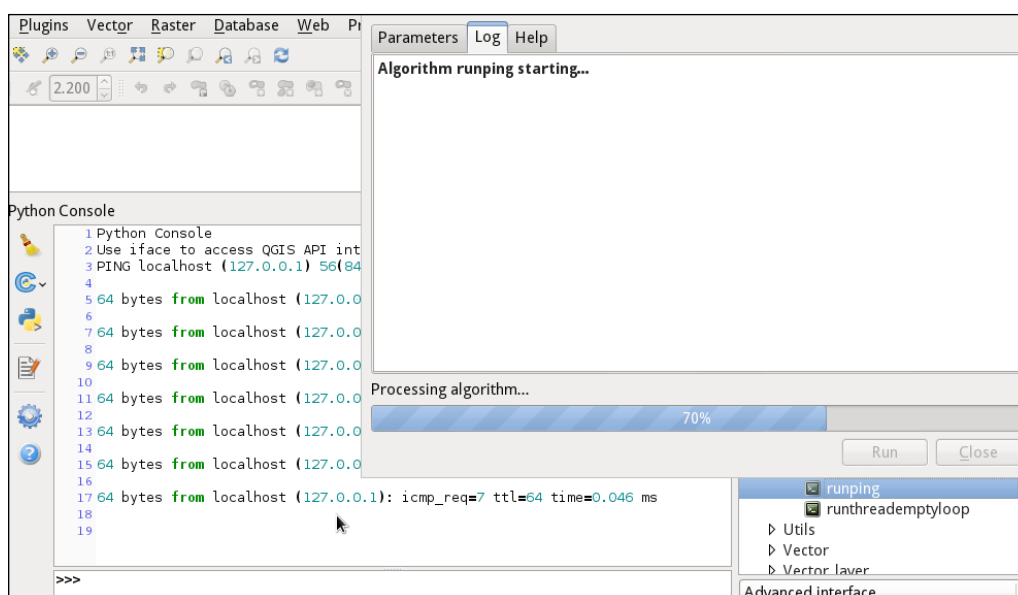 Plugins Vector Raster Database Web Pr
2.200
Parameters Log Help
Algorithm runping starting...
Processing algorithm...
70%
Run Close
Python Console
1 Python Console
2 Use iface to access QGIS API int
3 PING localhost (127.0.0.1) 56(84
4
5 64 bytes from localhost (127.0.0
6
7 64 bytes from localhost (127.0.0
8
9 64 bytes from localhost (127.0.0
10
11 64 bytes from localhost (127.0.0
12
13 64 bytes from localhost (127.0.0
14
15 64 bytes from localhost (127.0.0
16
17 64 bytes from localhost (127.0.0.1): icmp_req=7 ttl=64 time=0.046 ms
18
19
>>>
runping
runthreademptyloop
Utils
Vector
Vector layer
Advanced interface